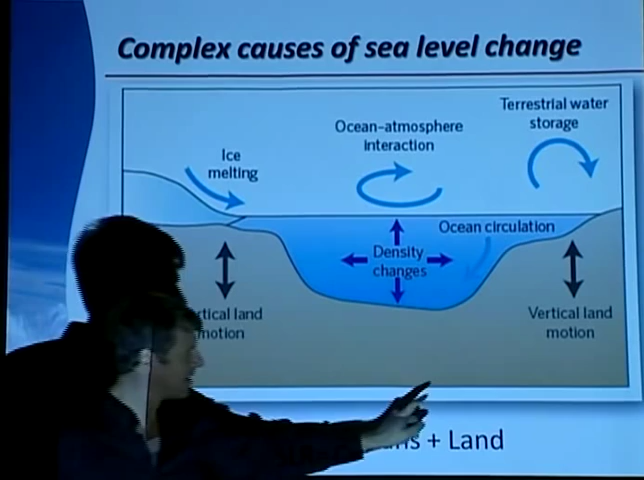 Complex causes of sea level change
Terrestrial water
storage
Ocean–atmosphere
interaction
Ice
melting
Ocean circulation
Density
changes
Vertical land
motion
motion
land
+ Land